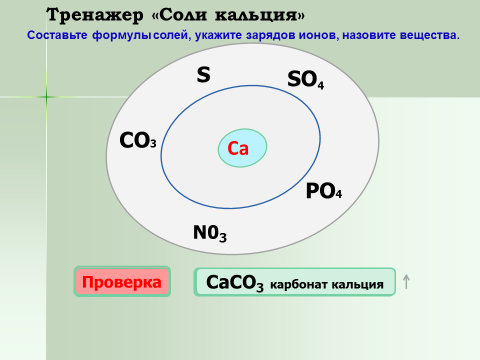 Тренажер «Соли кальция»
Составьте формулы солей, укажите зарядов ионов, назовите вещества.
S
SO₄
CO₃
Ca
PO₄
N0₃
Проверка
CaCO₃ карбонат кальция